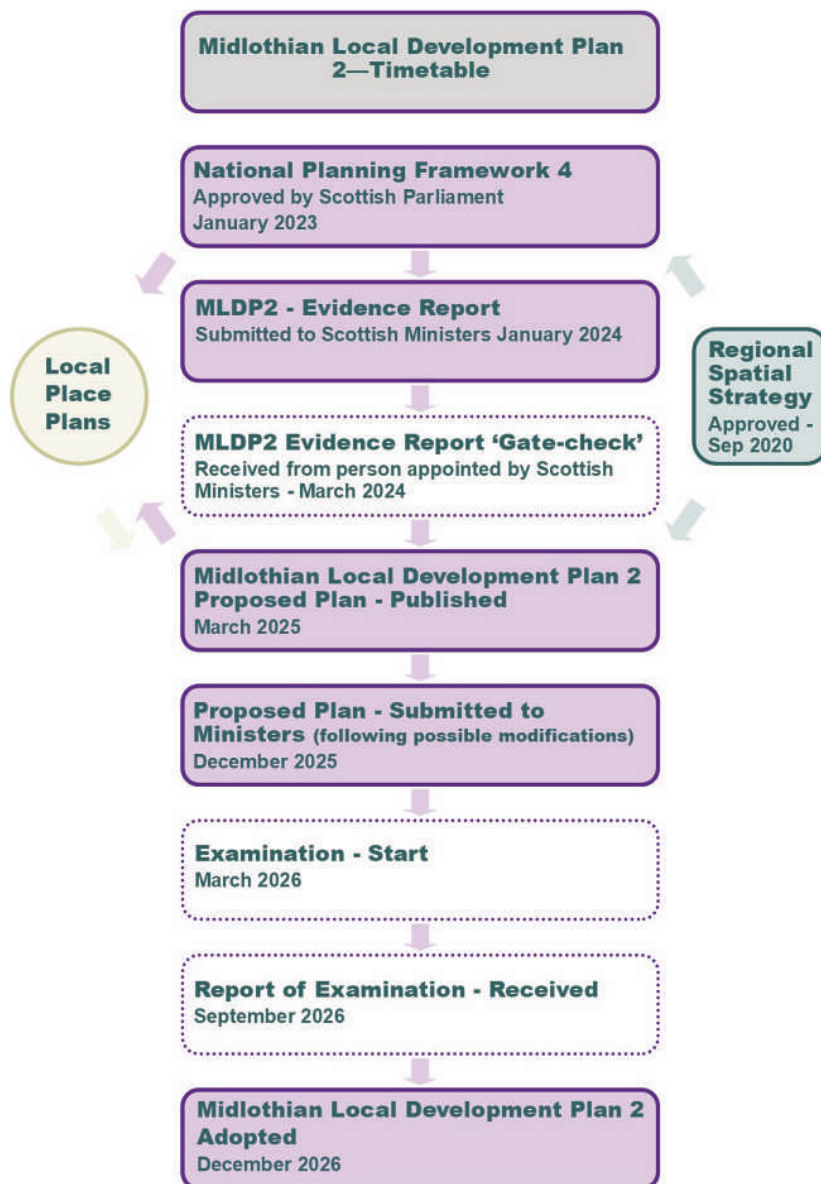 Midlothian Local Development Plan
2—Timetable
National Planning Framework 4
Approved by Scottish Parliament
January 2023
MLDP2 - Evidence Report
Submitted to Scottish Ministers January 2024
Local
Place
Plans
Regional
Spatial
Strategy
Approved -
Sep 2020
MLDP2 Evidence Report ‘Gate-check’
Received from person appointed by Scottish
Ministers - March 2024
Midlothian Local Development Plan 2
Proposed Plan - Published
March 2025
Proposed Plan - Submitted to
Ministers (following possible modifications)
December 2025
Examination - Start
March 2026
Report of Examination - Received
September 2026
Midlothian Local Development Plan 2
Adopted
December 2026